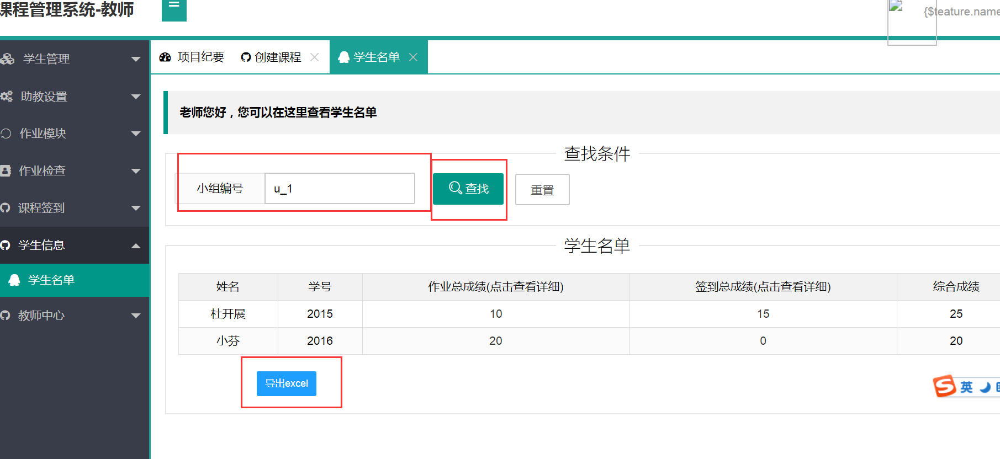 课程管理系统-教师
{$teature.name
学生管理
助教设置
作业模块
作业检查
课程签到
学生信息
学生名单
教师中心
项目纪要 创建课程 学生名单
老师您好，您可以在这里查看学生名单
查找条件
小组编号 u_1 查找 重置
学生名单
姓名 学号 作业总成绩(点击查看详细) 签到总成绩(点击查看详细) 综合成绩
杜开展 2015 10 15 25
小芬 2016 20 0 20
导出excel
英